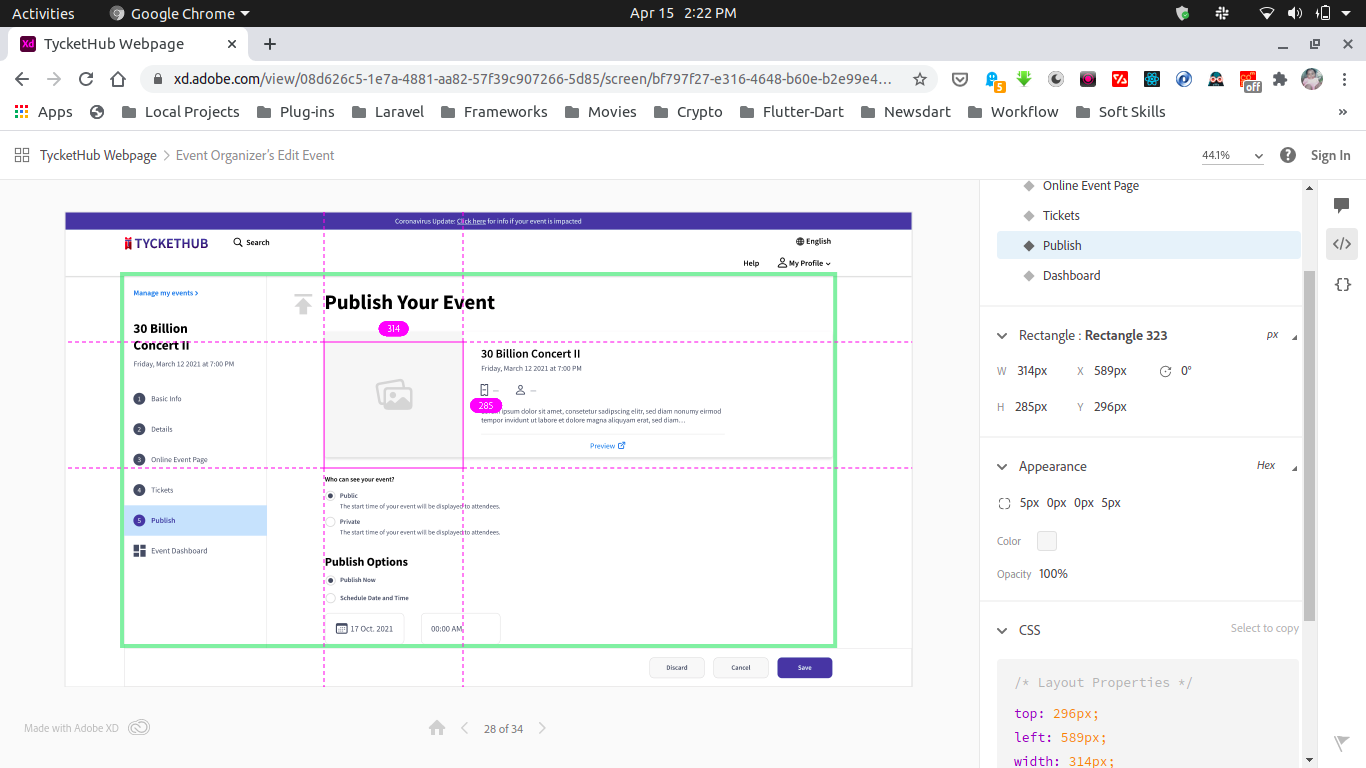 Activities
Google Chrome
Apr 15 2:22 PM
Xd
TycketHub Webpage
xd.adobe.com/view/08d626c5-1e7a-4881-aa82-57f39c907266-5d85/screen/bf797f27-e316-4648-b60e-b2e99e4…
5
off
Apps
Local Projects
Plug-ins
Laravel
Frameworks
Movies
Crypto
Flutter-Dart
Newsdart
Workflow
Soft Skills
»
TycketHub Webpage
Event Organizer's Edit Event
44.1%
Sign In
Coronavirus Update: Click here for info if your event is impacted
TYCKETHUB
Search
English
Help
My Profile
Manage my events >
30 Billion
Concert II
Friday, March 12 2021 at 7:00 PM
1 Basic Info
2 Details
3 Online Event Page
4 Tickets
5 Publish
Event Dashboard
Publish Your Event
314
30 Billion Concert II
Friday, March 12 2021 at 7:00 PM
285
ipsum dolor sit amet, consetetur sadipscing elitr, sed diam nonumy eirmod
tempor invidunt ut labore et dolore magna aliquyam erat, sed diam…
Preview
Who can see your event?
Public
The start time of your event will be displayed to attendees.
Private
The start time of your event will be displayed to attendees.
Publish Options
Publish Now
Schedule Date and Time
17 Oct. 2021
00:00 AM
Discard
Cancel
Save
Made with Adobe XD
28 of 34
Online Event Page
Tickets
Publish
Dashboard
Rectangle : Rectangle 323
px
W 314px X 589px 0°
H 285px Y 296px
Appearance
Hex
5px 0px 0px 5px
Color
Opacity 100%
CSS
Select to copy
/* Layout Properties */
top: 296px;
left: 589px;
width: 314px;